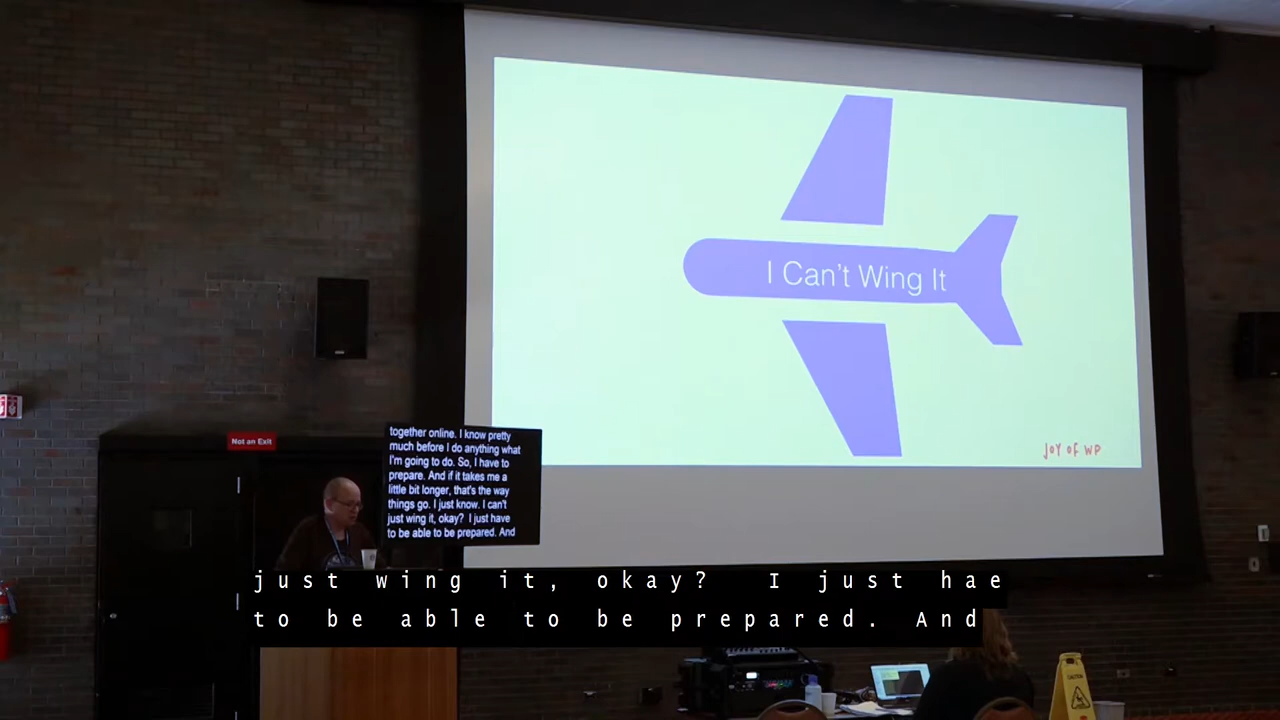 I Can't Wing It
JOY OF WP
Not an Exit
together online. I know pretty
much before I do anything what
I'm going to do. So, I have to
prepare. And if it takes me a
little bit longer, that's the way
things go. I just know. I can't
just wing it, okay? I just have
to be able to be prepared. And
just wing it, okay? I just hae
to be able to be prepared. And
CAUTION